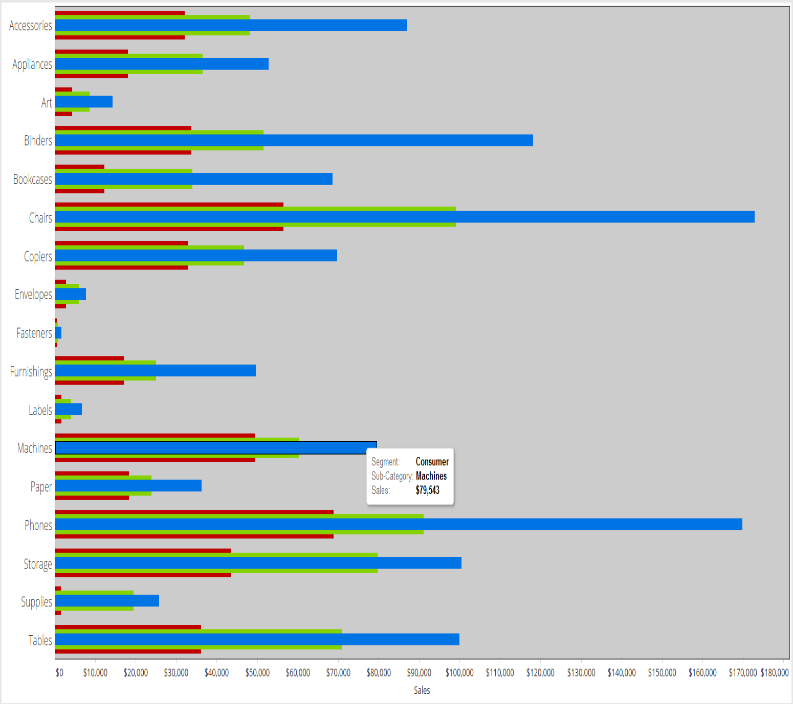 Accessories
Appliances
Art
Binders
Bookcases
Chairs
Copiers
Envelopes
Fasteners
Furnishings
Labels
Machines
Segment: Consumer
Sub-Category: Machines
Sales: $79,543
Paper
Phones
Storage
Supplies
Tables
$0 $10,000 $20,000 $30,000 $40,000 $50,000 $60,000 $70,000 $80,000 $90,000 $100,000 $110,000 $120,000 $130,000 $140,000 $150,000 $160,000 $170,000 $180,000
Sales